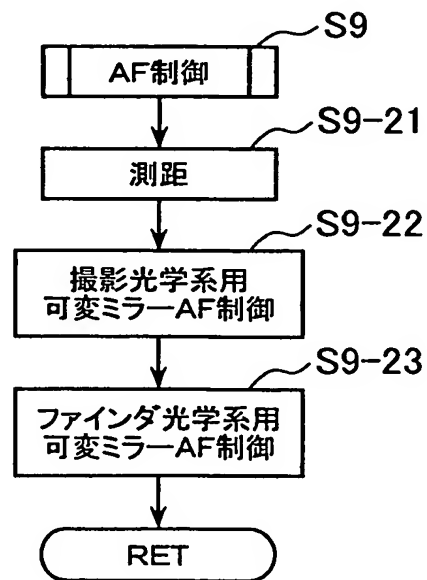 S9
AF制御
S9-21
測距
S9-22
撮影光学系用
可変ミラーAF制御
S9-23
ファインダ光学系用
可変ミラーAF制御
RET